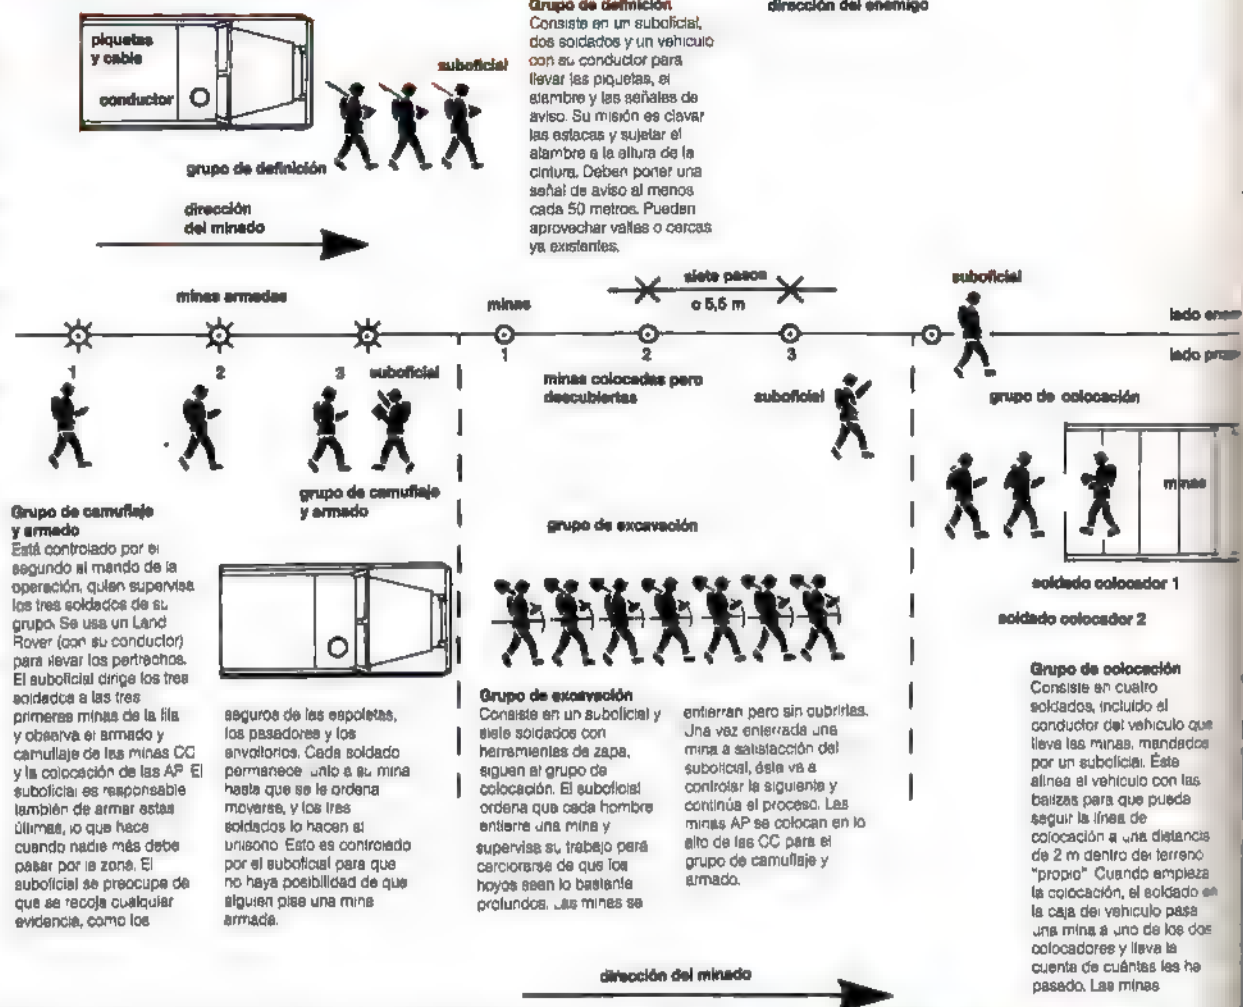 piquetas
y cable
conductor
suboficial
grupo de definición
dirección
del minado
Grupo de definición
Consiste en un suboficial,
dos soldados y un vehículo
con su conductor para
llevar las piquetas, el
alambre y las señales de
aviso. Su misión es clavar
las estacas y sujetar el
alambre a la altura de la
cintura. Deben poner una
señal de aviso al menos
cada 50 metros. Pueden
aprovechar vallas o cercas
ya existentes.
dirección del enemigo
minas armadas
minas
siete pasos
o 5,5 m
suboficial
lado
lado
1
2
3
suboficial
1
2
3
minas colocadas pero
descubiertas
suboficial
grupo de colocación
minas
grupo de camuflaje
y armado
grupo de excavación
soldado colocador 1
soldado colocador 2
Grupo de camuflaje
y armado
Está controlado por el
segundo al mando de la
operación, quien supervisa
los tres soldados de su
grupo. Se usa un Land
Rover (con su conductor)
para llevar los pertrechos.
El suboficial dirige los tres
soldados a las tres
primeras minas de la fila
y observa el armado y
camuflaje de las minas CC
y la colocación de las AP. El
suboficial es responsable
también de armar estas
últimas, lo que hace
cuando nadie más debe
pasar por la zona. El
suboficial se preocupa de
que se recoja cualquier
evidencia, como los
seguros de las espoletas,
los pasadores y los
envoltorios. Cada soldado
permanece junto a su mina
hasta que se le ordena
moverse, y los tres
soldados lo hacen al
unísono. Esto es controlado
por el suboficial para que
no haya posibilidad de que
alguien pise una mina
armada.
Grupo de excavación
Consiste en un suboficial y
siete soldados con
herramientas de zapa,
siguen al grupo de
colocación. El suboficial
ordena que cada hombre
entierre una mina y
supervisa su trabajo para
cerciorarse de que los
hoyos sean lo bastante
profundos. Las minas se
entierran pero sin cubrirlas.
Una vez enterrada una
mina a satisfacción del
suboficial, éste va a
controlar la siguiente y
continúa el proceso. Las
minas AP se colocan en lo
alto de las CC para el
grupo de camuflaje y
armado.
Grupo de colocación
Consiste en cuatro
soldados, incluido el
conductor del vehículo que
lleva las minas, mandados
por un suboficial. Éste
alinea el vehículo con las
balizas para que pueda
seguir la línea de
colocación a una distancia
de 2 m dentro del terreno
"propio". Cuando empieza
la colocación, el soldado en
la caja del vehículo pasa
una mina a uno de los dos
colocadores y lleva la
cuenta de cuántas les ha
pasado. Las minas
dirección del minado